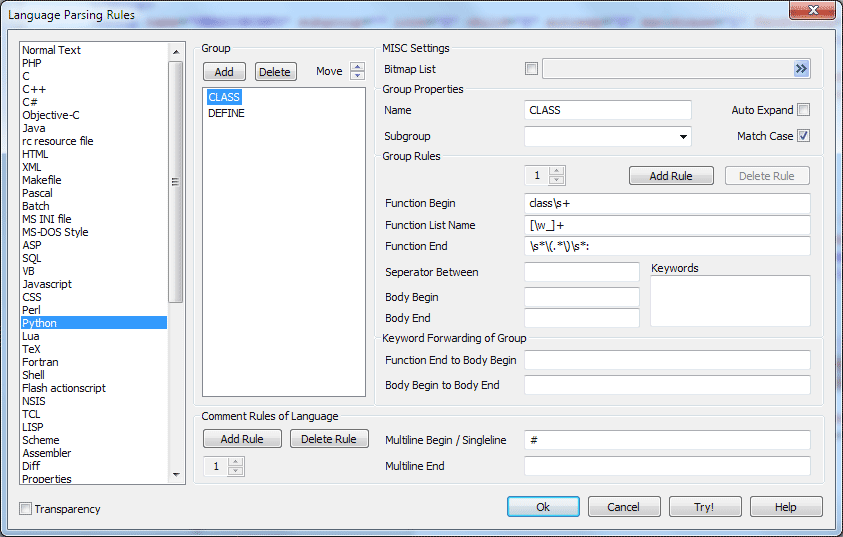 Language Parsing Rules
Normal Text
PHP
C
C++
C#
Objective-C
Java
rc resource file
HTML
XML
Makefile
Pascal
Batch
MS INI file
MS-DOS Style
ASP
SQL
VB
Javascript
CSS
Perl
Python
Lua
TeX
Fortran
Shell
Flash actionscript
NSIS
TCL
LISP
Scheme
Assembler
Diff
Properties
Transparency
Group
Add Delete Move
CLASS
DEFINE
MISC Settings
Bitmap List
Group Properties
Name CLASS Auto Expand
Subgroup Match Case
Group Rules
1 Add Rule Delete Rule
Function Begin class\s+
Function List Name [\w_]+
Function End \s*\(.*\)\s*:
Seperator Between Keywords
Body Begin
Body End
Keyword Forwarding of Group
Function End to Body Begin
Body Begin to Body End
Comment Rules of Language
Add Rule Delete Rule Multiline Begin / Singleline #
1 Multiline End
Ok Cancel Try! Help